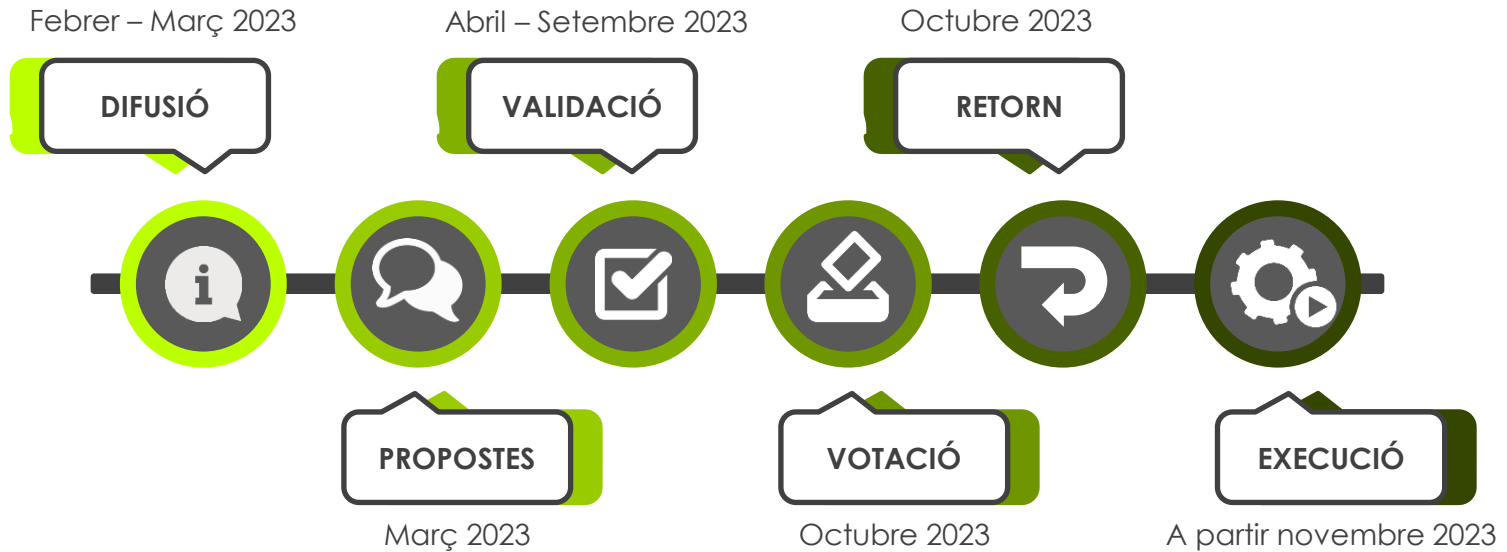 Febrer – Març 2023
Abril – Setembre 2023
Octubre 2023
DIFUSIÓ
VALIDACIÓ
RETORN
i
PROPOSTES
VOTACIÓ
EXECUCIÓ
Març 2023
Octubre 2023
A partir novembre 2023